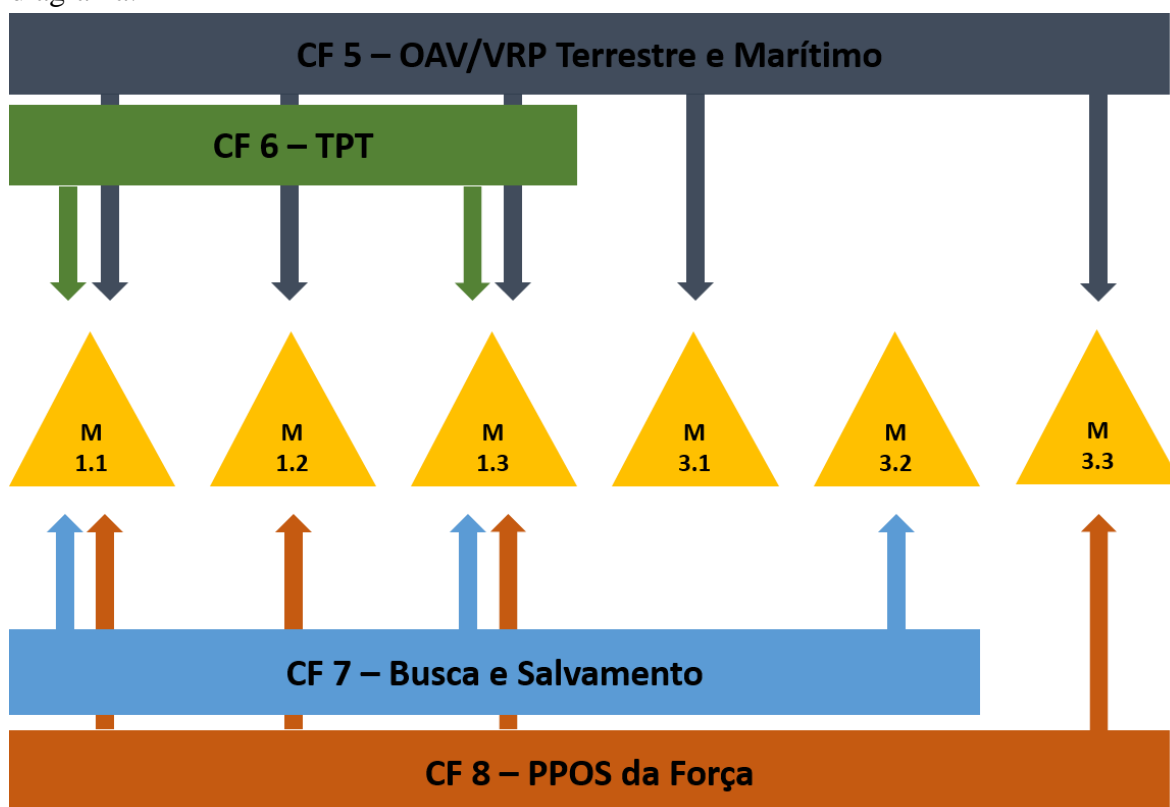 CF 5 – OAV/VRP Terrestre e Marítimo
CF 6 – TPT
M
1.1
M
1.2
M
1.3
M
3.1
M
3.2
M
3.3
CF 7 – Busca e Salvamento
CF 8 – PPOS da Força